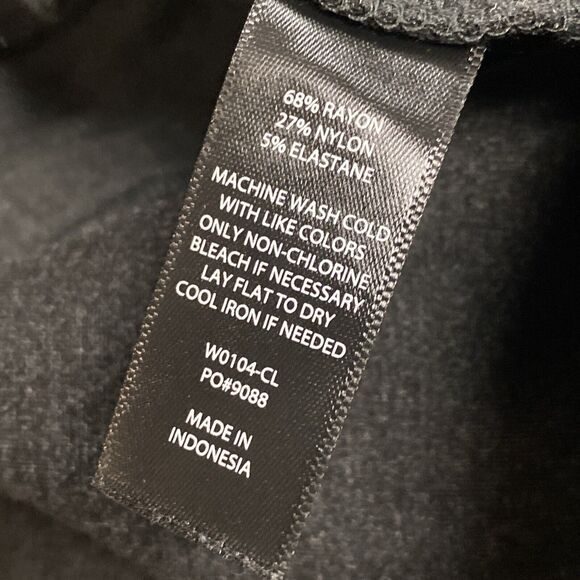 68% RAYON
27% NYLON
5% ELASTANE
MACHINE WASH COLD
WITH LIKE COLORS
ONLY NON-CHLORINE
BLEACH IF NECESSARY
LAY FLAT TO DRY
COOL IRON IF NEEDED
W0104-CL
PO#9088
MADE IN
INDONESIA